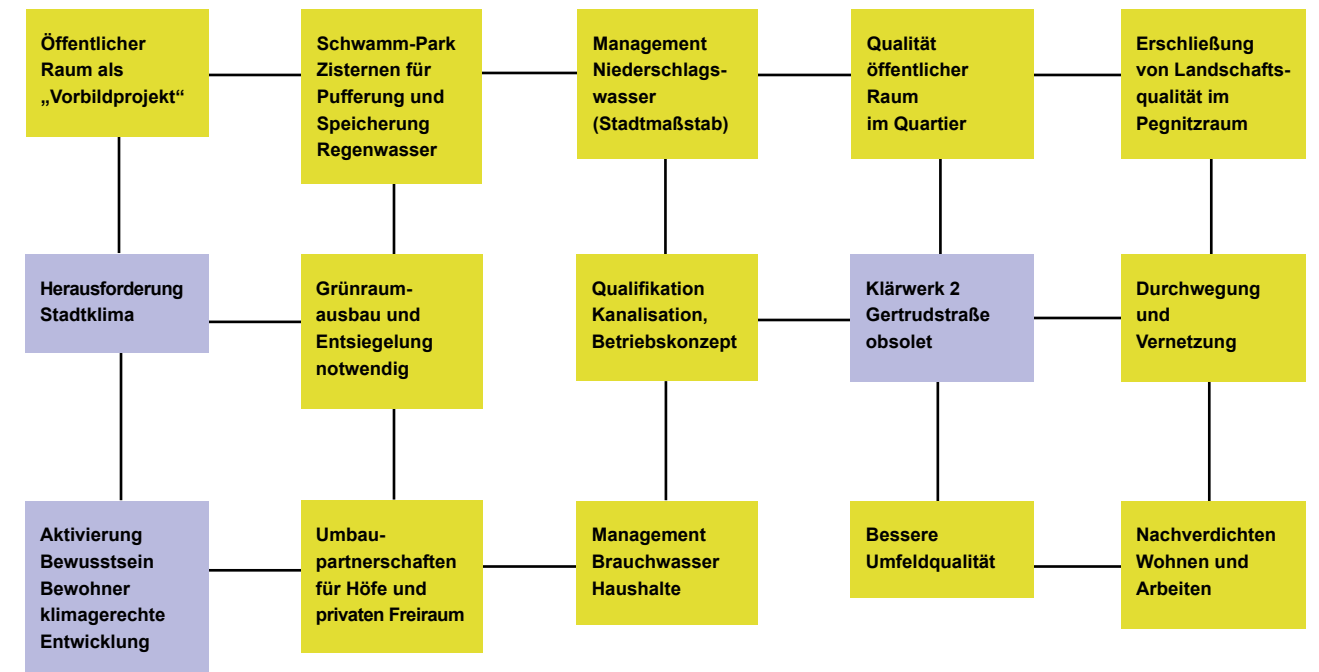 Öffentlicher
Raum als
„Vorbildprojekt“
Schwamm-Park
Zisternen für
Pufferung und
Speicherung
Regenwasser
Management
Niederschlags-
wasser
(Stadtmaßstab)
Qualität
öffentlicher
Raum
im Quartier
Erschließung
von Landschafts-
qualität im
Pegnitzraum
Herausforderung
Stadtklima
Grünraum-
ausbau und
Entsiegelung
notwendig
Qualifikation
Kanalisation,
Betriebskonzept
Klärwerk 2
Gertrudstraße
obsolet
Durchwegung
und
Vernetzung
Aktivierung
Bewusstsein
Bewohner
klimagerechte
Entwicklung
Umbau-
partnerschaften
für Höfe und
privaten Freiraum
Management
Brauchwasser
Haushalte
Bessere
Umfeldqualität
Nachverdichten
Wohnen und
Arbeiten